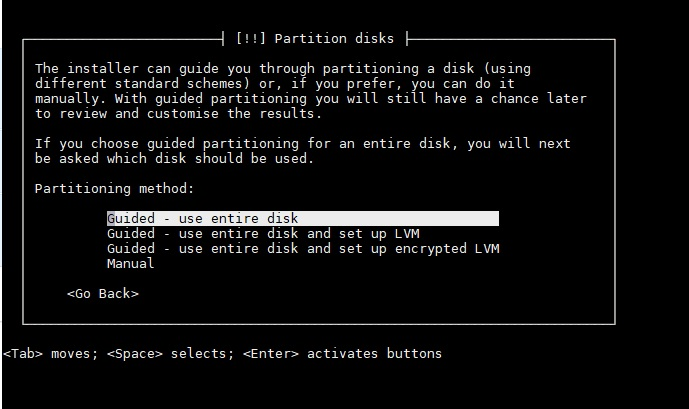 [!!] Partition disks
The installer can guide you through partitioning a disk (using
different standard schemes) or, if you prefer, you can do it
manually. With guided partitioning you will still have a chance later
to review and customise the results.
If you choose guided partitioning for an entire disk, you will next
be asked which disk should be used.
Partitioning method:
Guided - use entire disk
Guided - use entire disk and set up LVM
Guided - use entire disk and set up encrypted LVM
Manual
<Go Back>
<Tab> moves; <Space> selects; <Enter> activates buttons